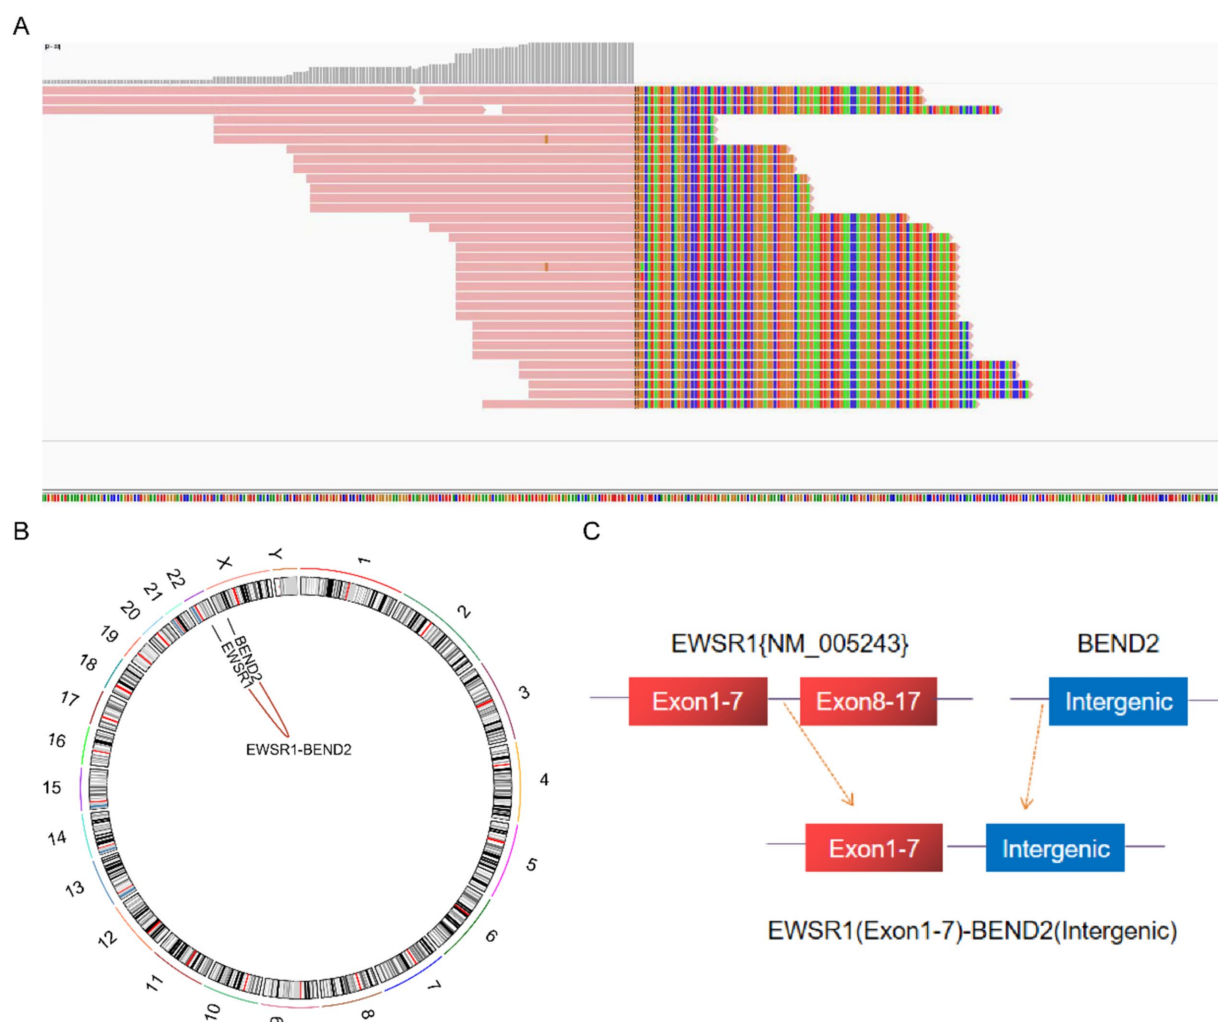 A
B
C
1
2
3
4
5
6
7
8
10
11
12
13
14
15
16
17
18
19
20
21
22
X
Y
BEND2
EWSR1
EWSR1-BEND2
EWSR1{NM_005243} BEND2
Exon1-7 Exon8-17 Intergenic
Exon1-7 Intergenic
EWSR1(Exon1-7)-BEND2(Intergenic)